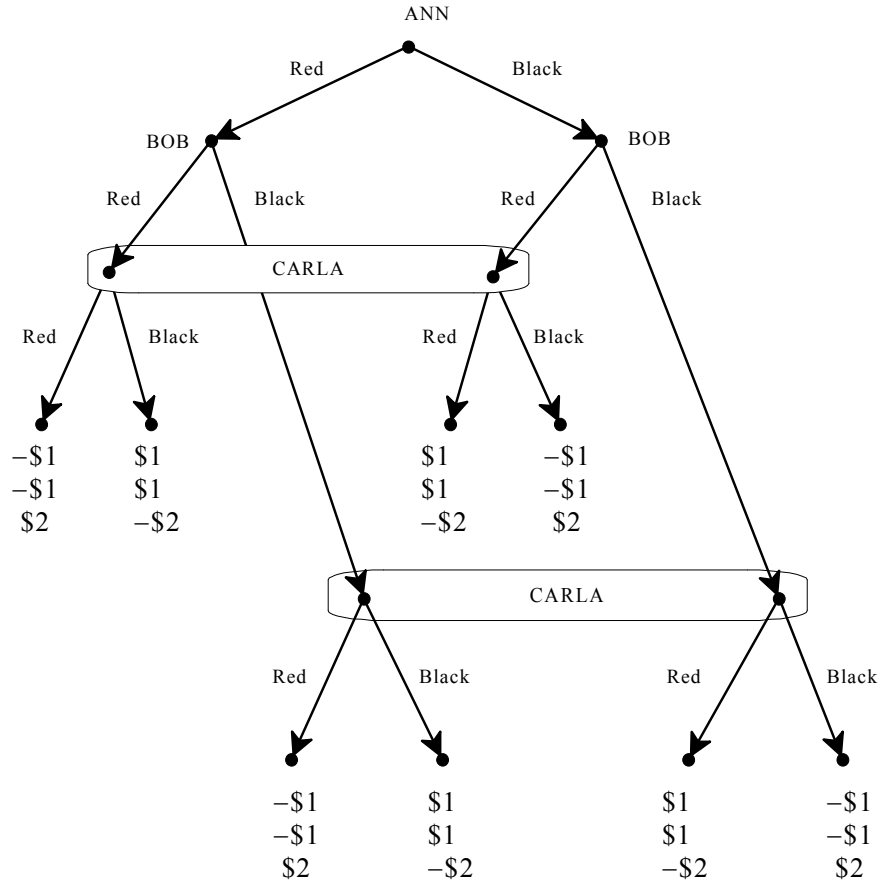 ANN
Red Black
BOB BOB
Red Black Red Black
CARLA
Red Black Red Black
−$1 $1 $1 −$1
−$1 $1 $1 −$1
$2 −$2 −$2 $2
CARLA
Red Black Red Black
−$1 $1 $1 −$1
−$1 $1 $1 −$1
$2 −$2 −$2 $2